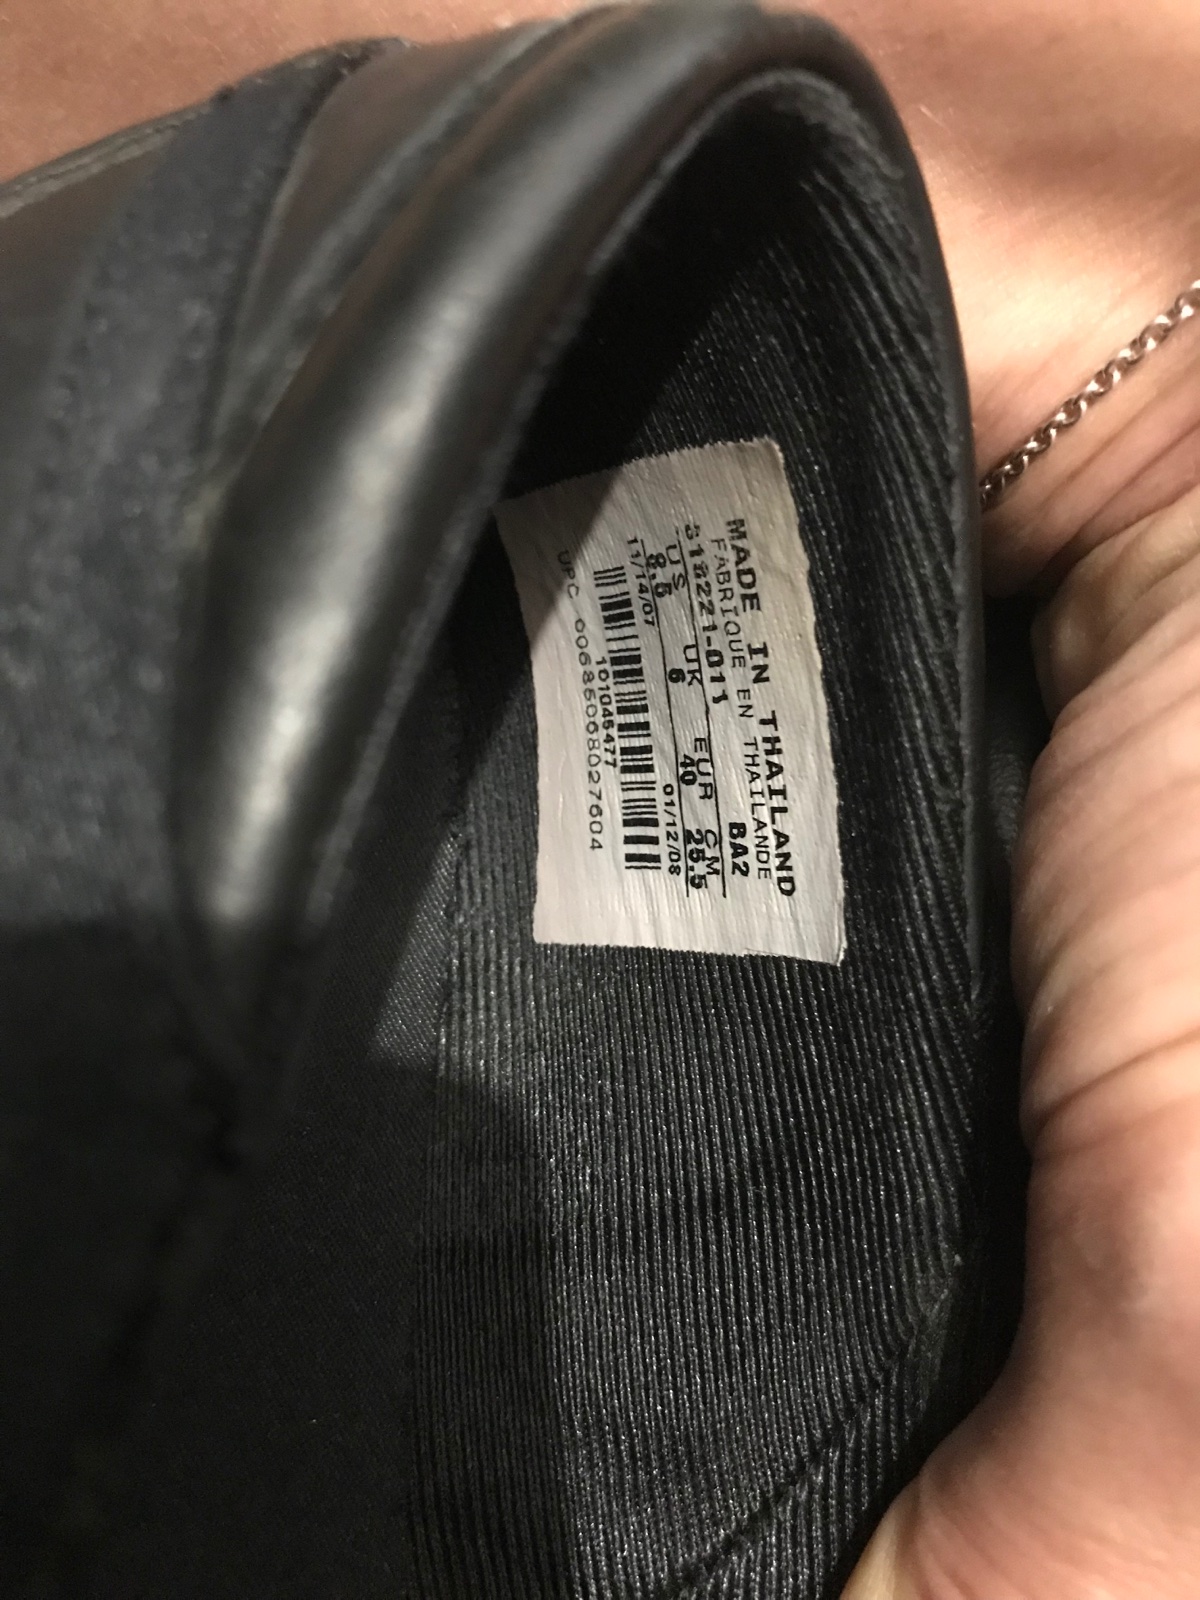 MADE IN THAILAND
FABRIQUE EN THAILANDE
318221-011 BA2
US UK EUR CM
8.5 6 40 25.5
11/14/07 01/12/08
101045477
UPC 00685068027604